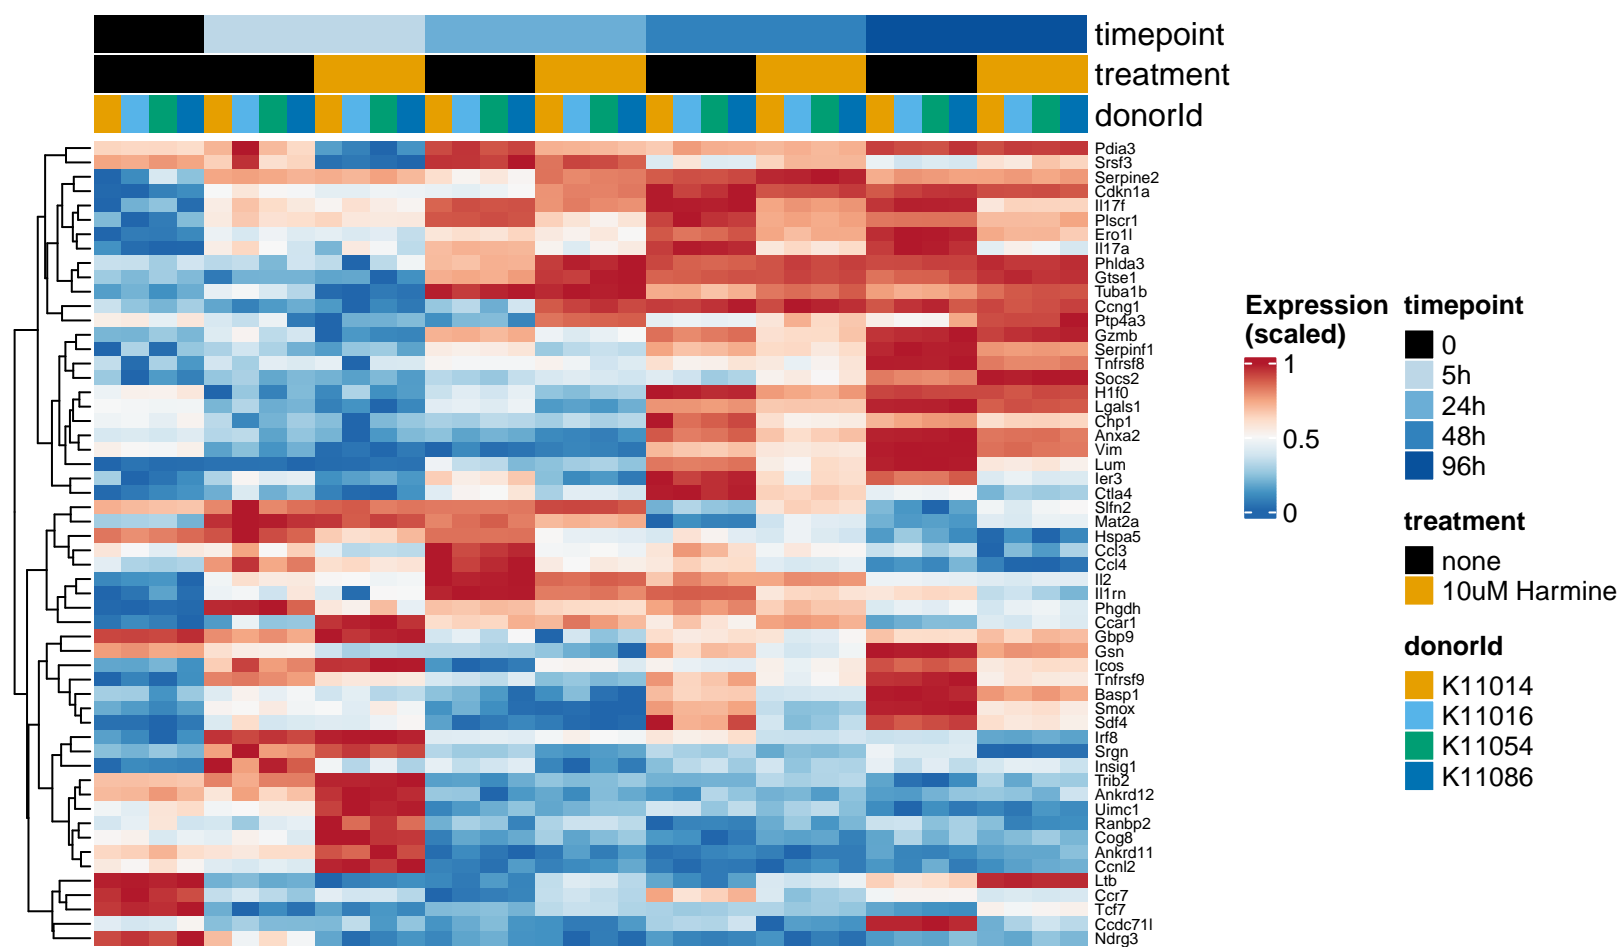 timepoint
treatment
donorId
Pdia3
Srsf3
Serpine2
Cdkn1a
Il17f
Plscr1
Ero1l
Il17a
Phlda3
Gtse1
Tuba1b
Ccng1
Ptp4a3
Gzmb
Serpinf1
Tnfrsf8
Socs2
H1f0
Lgals1
Chp1
Anxa2
Vim
Lum
Ier3
Ctla4
Slfn2
Mat2a
Hspa5
Ccl3
Ccl4
Il2
Il1rn
Phgdh
Ccar1
Gbp9
Gsn
Icos
Tnfrsf9
Basp1
Smox
Sdf4
Irf8
Srgn
Insig1
Trib2
Ankrd12
Uimc1
Ranbp2
Cog8
Ankrd11
Ccnl2
Ltb
Ccr7
Tcf7
Ccdc71l
Ndrg3
Expression
(scaled)
1
0.5
0
timepoint
0
5h
24h
48h
96h
treatment
none
10uM Harmine
donorId
K11014
K11016
K11054
K11086